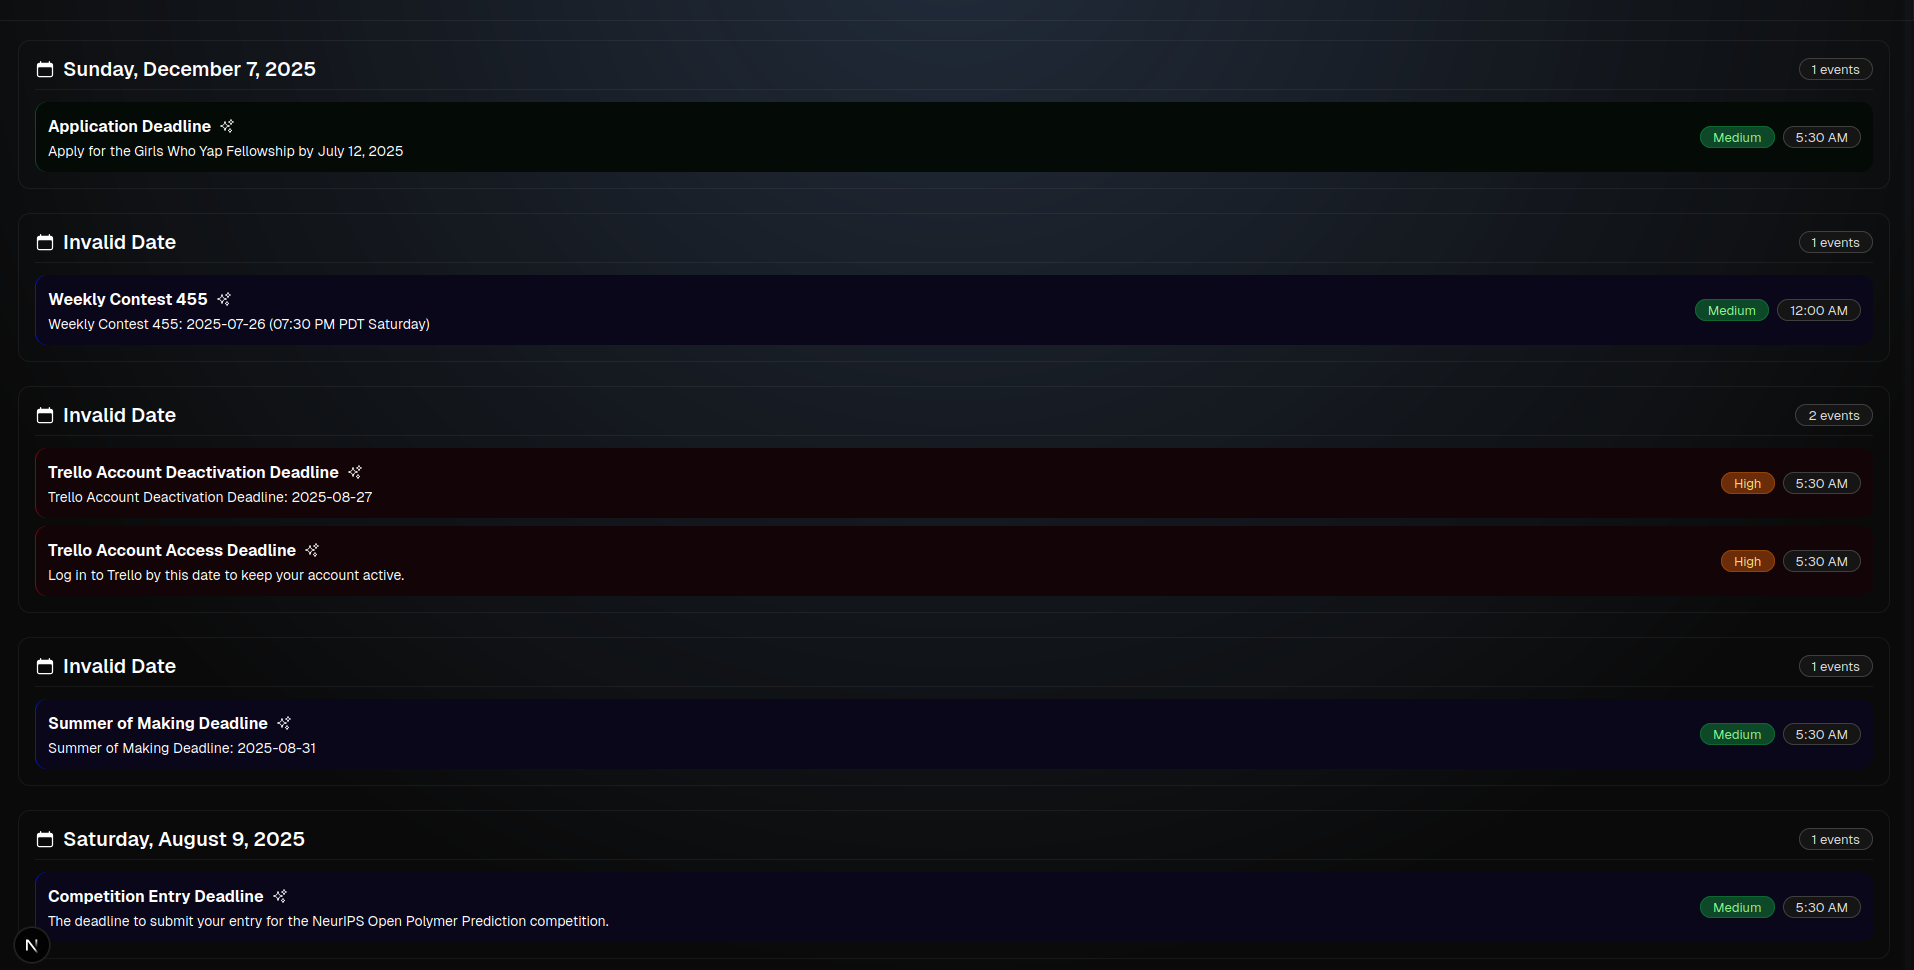 Sunday, December 7, 2025
1 events
Application Deadline
Apply for the Girls Who Yap Fellowship by July 12, 2025
Medium
5:30 AM
Invalid Date
1 events
Weekly Contest 455
Weekly Contest 455: 2025-07-26 (07:30 PM PDT Saturday)
Medium
12:00 AM
Invalid Date
2 events
Trello Account Deactivation Deadline
Trello Account Deactivation Deadline: 2025-08-27
High
5:30 AM
Trello Account Access Deadline
Log in to Trello by this date to keep your account active.
High
5:30 AM
Invalid Date
1 events
Summer of Making Deadline
Summer of Making Deadline: 2025-08-31
Medium
5:30 AM
Saturday, August 9, 2025
1 events
Competition Entry Deadline
The deadline to submit your entry for the NeurIPS Open Polymer Prediction competition.
Medium
5:30 AM
N